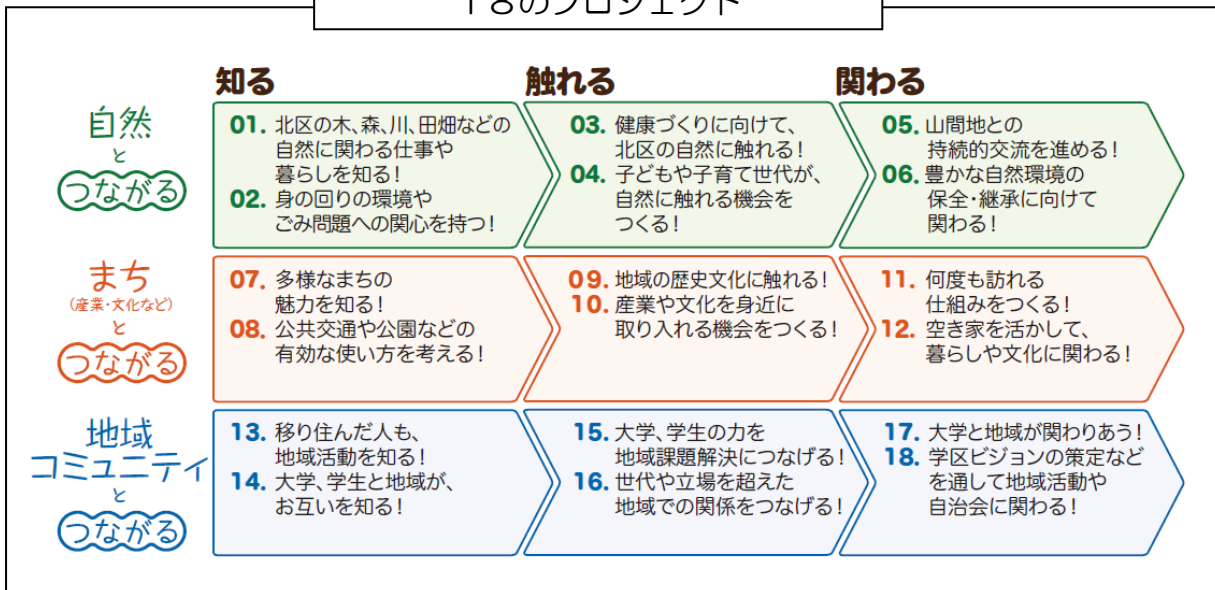 18のプロジェクト
知る
触れる
関わる
自然
と
つながる
01. 北区の木、森、川、田畑などの
自然に関わる仕事や
暮らしを知る!
02. 身の回りの環境や
ごみ問題への関心を持つ!
03. 健康づくりに向けて、
北区の自然に触れる!
04. 子どもや子育て世代が、
自然に触れる機会を
つくる!
05. 山間地との
持続的交流を進める!
06. 豊かな自然環境の
保全・継承に向けて
関わる!
まち
(産業・文化など)
と
つながる
07. 多様なまちの
魅力を知る!
08. 公共交通や公園などの
有効な使い方を考える!
09. 地域の歴史文化に触れる!
10. 産業や文化を身近に
取り入れる機会をつくる!
11. 何度も訪れる
仕組みをつくる!
12. 空き家を活かして、
暮らしや文化に関わる!
地域
コミュニティ
と
つながる
13. 移り住んだ人も、
地域活動を知る!
14. 大学、学生と地域が、
お互いを知る!
15. 大学、学生の力を
地域課題解決につなげる!
16. 世代や立場を超えた
地域での関係をつなげる!
17. 大学と地域が関わりあう!
18. 学区ビジョンの策定など
を通して地域活動や
自治会に関わる!